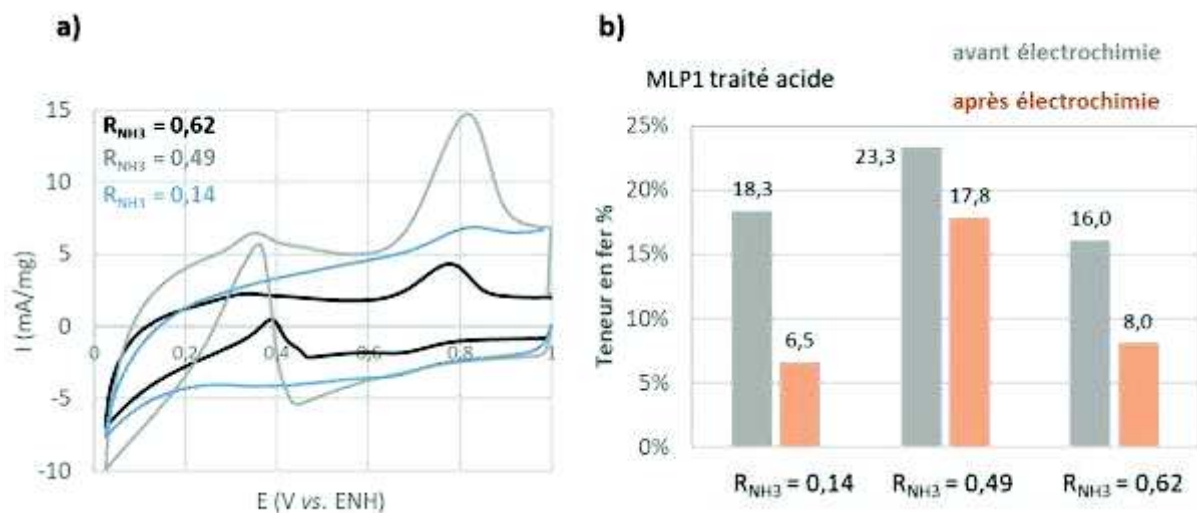 a)
R_NH3 = 0,62
R_NH3 = 0,49
R_NH3 = 0,14
15
10
5
0
-5
-10
0
0,2
0,4
0,6
0,8
1
I (mA/mg)
E (V vs. ENH)
b)
avant électrochimie
MLP1 traité acide
après électrochimie
25%
20%
15%
10%
5%
0%
Teneur en fer %
18,3
6,5
23,3
17,8
16,0
8,0
R_NH3 = 0,14
R_NH3 = 0,49
R_NH3 = 0,62